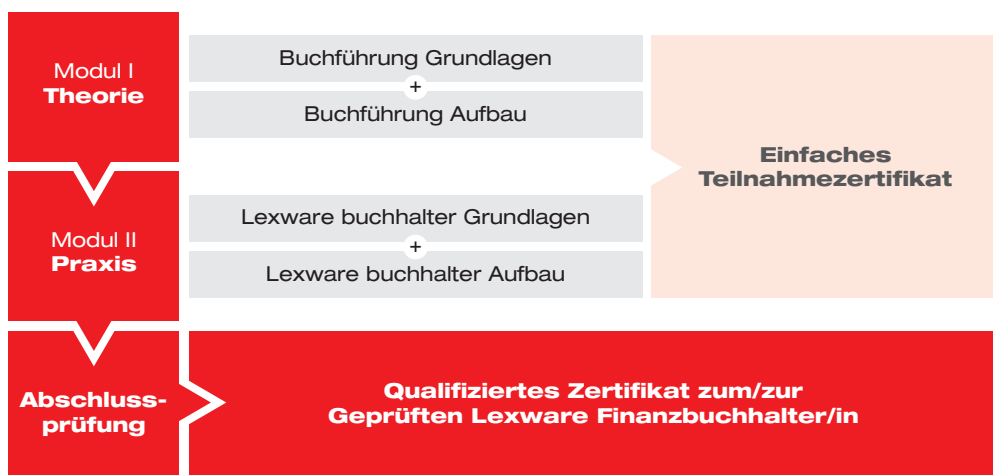 Modul I
Theorie
Buchführung Grundlagen
+
Buchführung Aufbau
Einfaches
Teilnahmezertifikat
Modul II
Praxis
Lexware buchhalter Grundlagen
+
Lexware buchhalter Aufbau
Abschluss-
prüfung
Qualifiziertes Zertifikat zum/zur
Geprüften Lexware Finanzbuchhalter/in